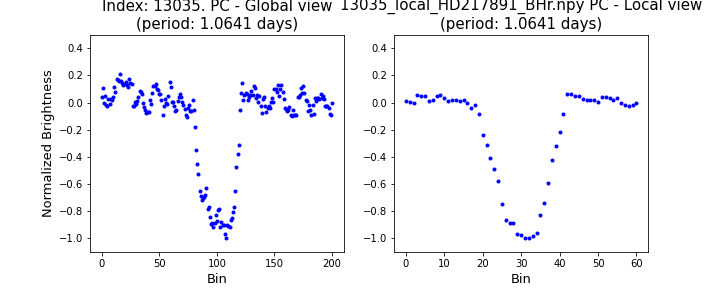 Index: 13035. PC - Global view
(period: 1.0641 days)
13035_local_HD217891_BHr.npy PC - Local view
(period: 1.0641 days)
Normalized Brightness
0.4
0.2
0.0
−0.2
−0.4
−0.6
−0.8
−1.0
0 50 100 150 200
Bin
0.4
0.2
0.0
−0.2
−0.4
−0.6
−0.8
−1.0
0 20 40 60
Bin